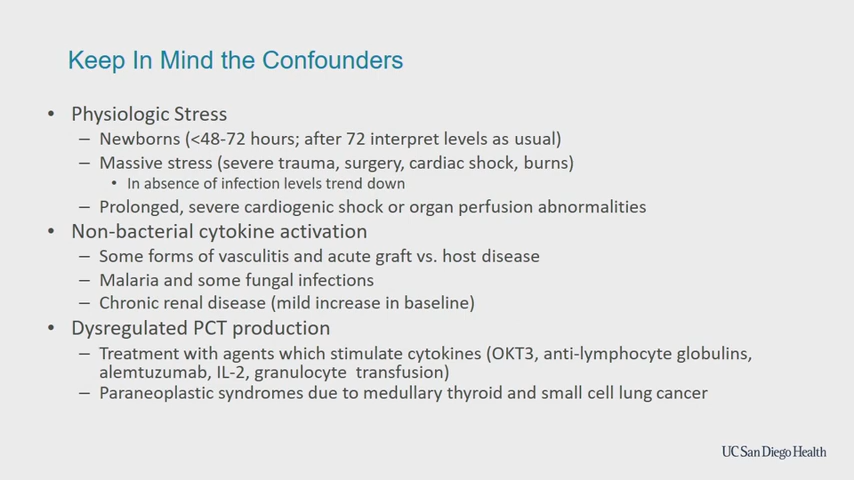 Keep In Mind the Confounders
• Physiologic Stress
– Newborns (<48-72 hours; after 72 interpret levels as usual)
– Massive stress (severe trauma, surgery, cardiac shock, burns)
• In absence of infection levels trend down
– Prolonged, severe cardiogenic shock or organ perfusion abnormalities
• Non-bacterial cytokine activation
– Some forms of vasculitis and acute graft vs. host disease
– Malaria and some fungal infections
– Chronic renal disease (mild increase in baseline)
• Dysregulated PCT production
– Treatment with agents which stimulate cytokines (OKT3, anti-lymphocyte globulins,
alemtuzumab, IL-2, granulocyte transfusion)
– Paraneoplastic syndromes due to medullary thyroid and small cell lung cancer
UC San Diego Health